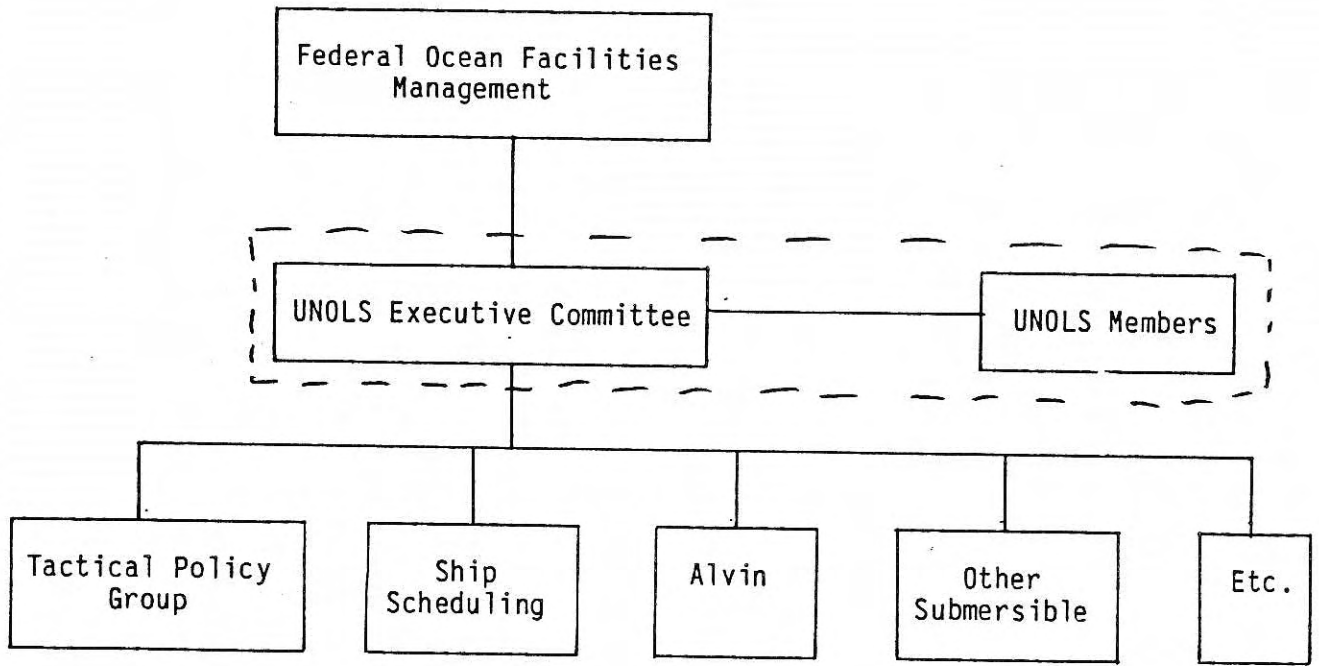 Federal Ocean Facilities
Management
UNOLS Executive Committee
UNOLS Members
Tactical Policy
Group
Ship
Scheduling
Alvin
Other
Submersible
Etc.